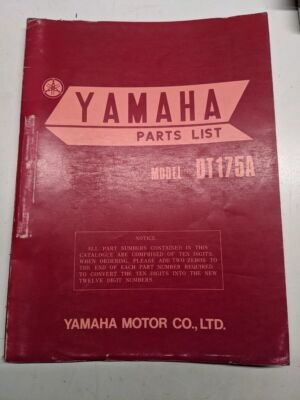 YAMAHA
PARTS LIST
MODEL DT175A
NOTICE
ALL PART NUMBERS CONTAINED IN THIS
CATALOGUE ARE COMPRISED OF TEN DIGITS.
WHEN ORDERING, PLEASE ADD TWO ZEROS TO
THE END OF EACH PART NUMBER REQUIRED
TO CONVERT THE TEN DIGITS INTO THE NEW
TWELVE DIGIT NUMBERS.
YAMAHA MOTOR CO., LTD.